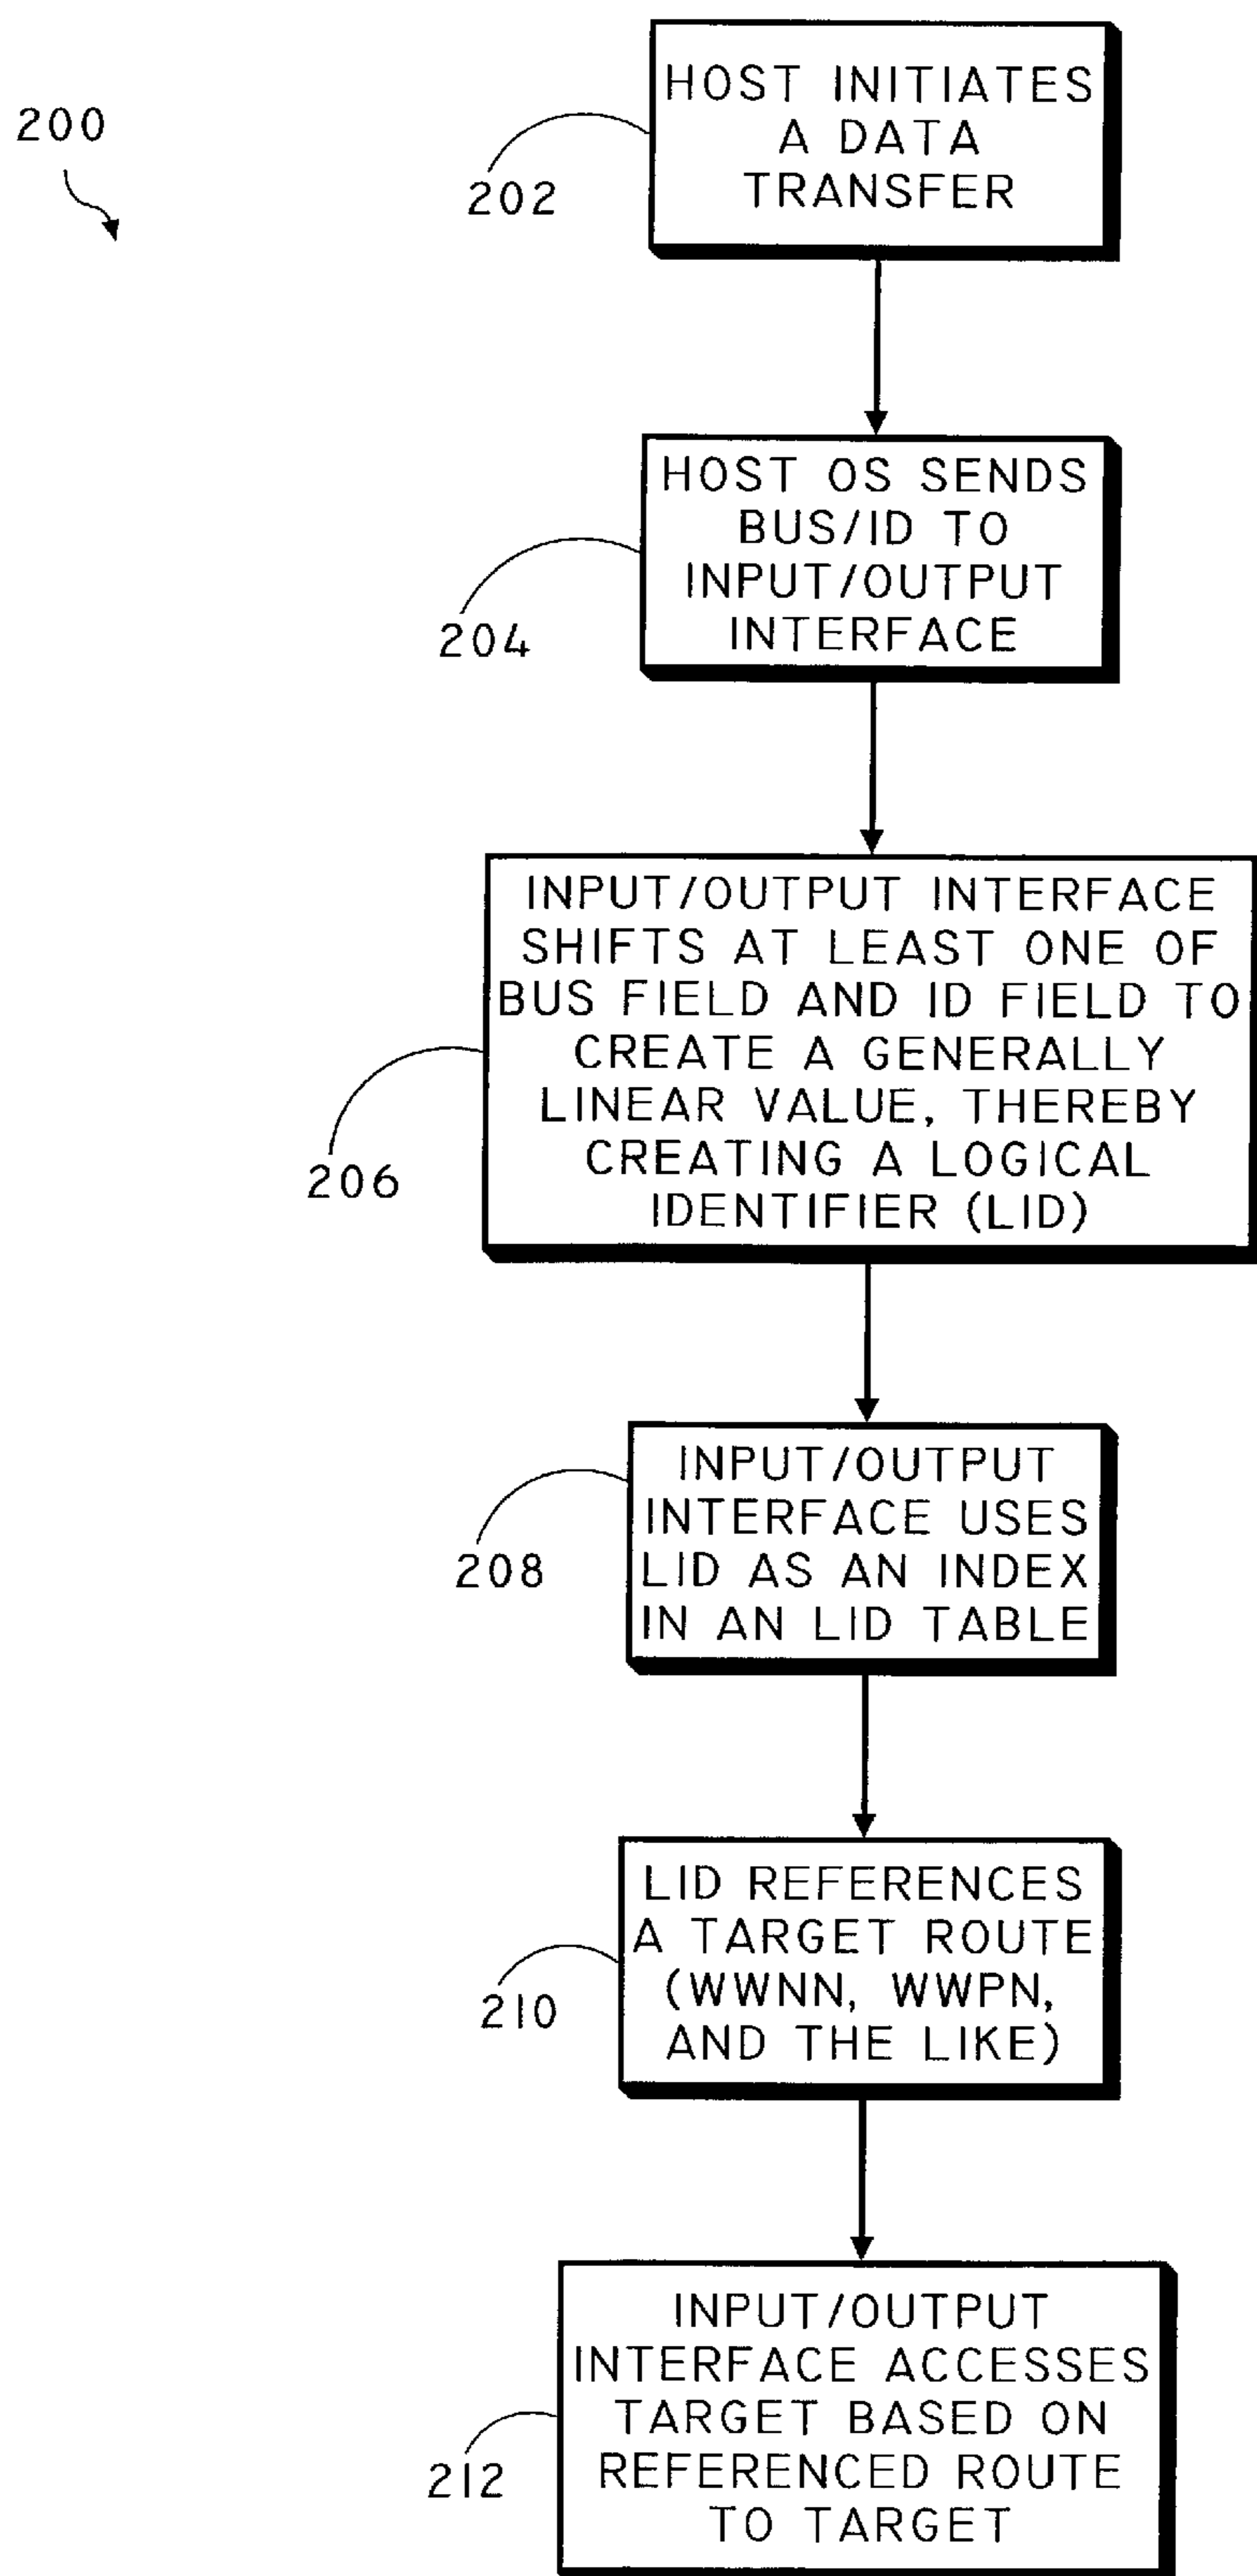 200
HOST INITIATES
A DATA
TRANSFER
202
HOST OS SENDS
BUS/ID TO
INPUT/OUTPUT
INTERFACE
204
INPUT/OUTPUT INTERFACE
SHIFTS AT LEAST ONE OF
BUS FIELD AND ID FIELD TO
CREATE A GENERALLY
LINEAR VALUE, THEREBY
CREATING A LOGICAL
IDENTIFIER (LID)
206
INPUT/OUTPUT
INTERFACE USES
LID AS AN INDEX
IN AN LID TABLE
208
LID REFERENCES
A TARGET ROUTE
(WWNN, WWPN,
AND THE LIKE)
210
INPUT/OUTPUT
INTERFACE ACCESSES
TARGET BASED ON
REFERENCED ROUTE
TO TARGET
212